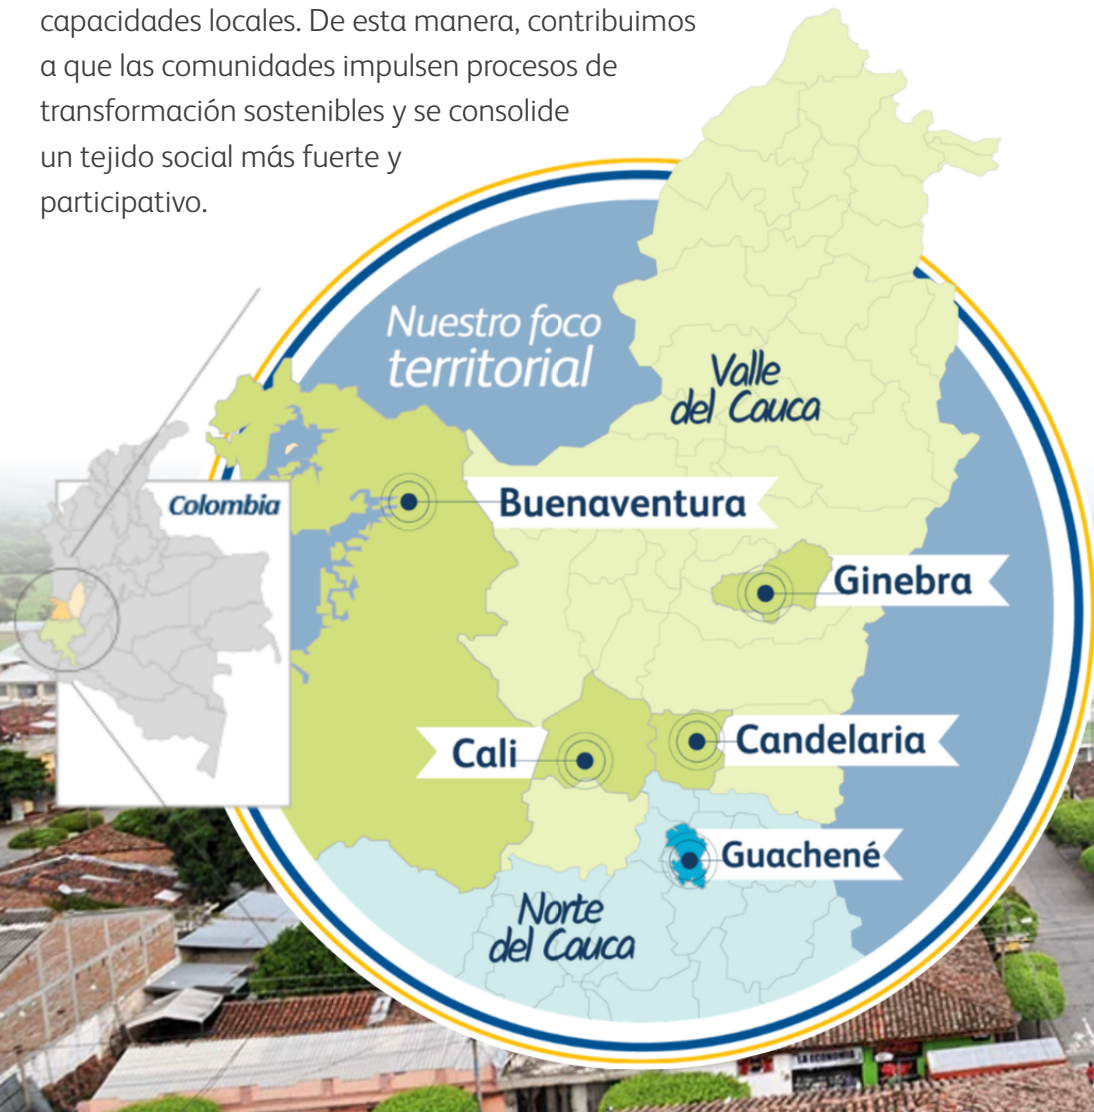 capacidades locales. De esta manera, contribuimos
a que las comunidades impulsen procesos de
transformación sostenibles y se consolide
un tejido social más fuerte y
participativo.
Nuestro foco
territorial
Valle
del Cauca
Colombia
Buenaventura
Ginebra
Cali
Candelaria
Guachené
Norte
del Cauca
LA ECONOMIA